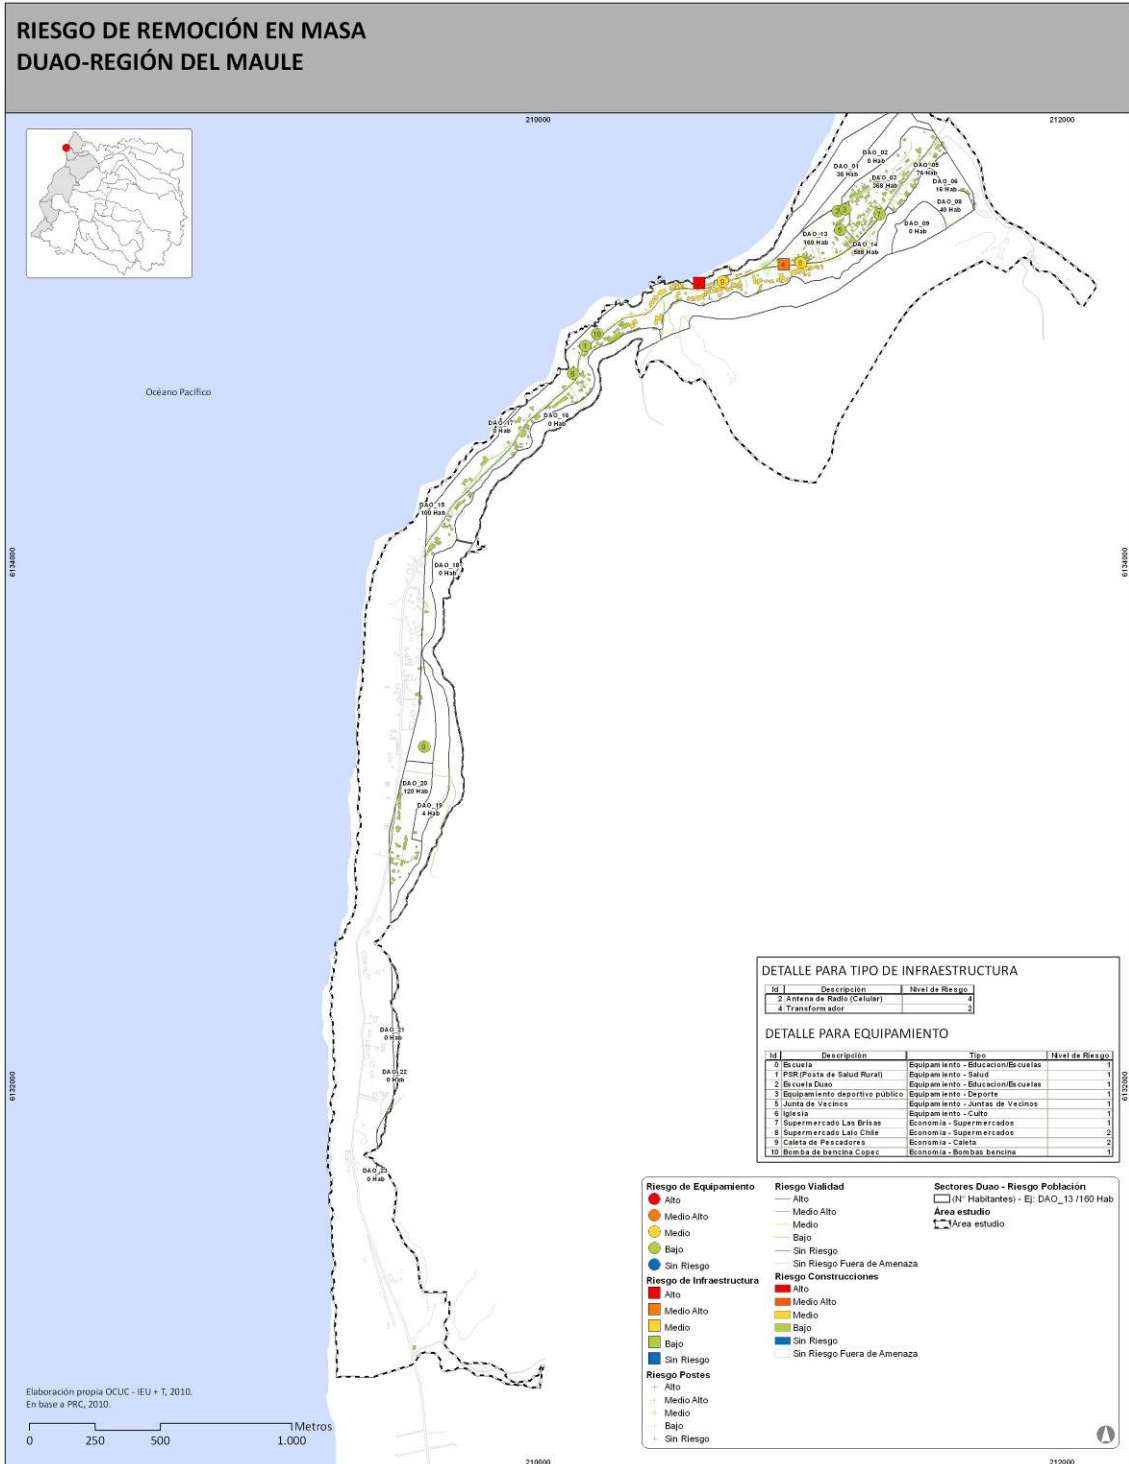 RIESGO DE REMOCIÓN EN MASA
DUAO-REGIÓN DEL MAULE
210000
212000
DAO_02
0 Hab
DAO_01
36 Hab
DAO_03
368 Hab
DAO_05
76 Hab
DAO_06
16 Hab
DAO_08
40 Hab
DAO_09
0 Hab
DAO_13
160 Hab
DAO_14
588 Hab
2
3
5
7
4
8
9
10
1
6
Océano Pacífico
DAO_17
0 Hab
DAO_16
0 Hab
DAO_15
100 Hab
6134000
6134000
DAO_18
0 Hab
0
DAO_20
120 Hab
DAO_19
4 Hab
DAO_21
0 Hab
DAO_22
0 Hab
DAO_23
0 Hab
6132000
6132000
DETALLE PARA TIPO DE INFRAESTRUCTURA
Id Descripción Nivel de Riesgo
2 Antena de Radio (Celular) 4
4 Transformador 2
DETALLE PARA EQUIPAMIENTO
Id Descripción Tipo Nivel de Riesgo
0 Escuela Equipamiento - Educacion/Escuelas 1
1 PSR (Posta de Salud Rural) Equipamiento - Salud 1
2 Escuela Duao Equipamiento - Educacion/Escuelas 1
3 Equipamiento deportivo público Equipamiento - Deporte 1
5 Junta de Vecinos Equipamiento - Juntas de Vecinos 1
6 Iglesia Equipamiento - Culto 1
7 Supermercado Las Brisas Economia - Supermercados 1
8 Supermercado Lalo Chile Economia - Supermercados 2
9 Caleta de Pescadores Economia - Caleta 2
10 Bomba de bencina Copec Economia - Bombas bencina 1
Riesgo de Equipamiento
Alto
Medio Alto
Medio
Bajo
Sin Riesgo
Riesgo de Infraestructura
Alto
Medio Alto
Medio
Bajo
Sin Riesgo
Riesgo Postes
Alto
Medio Alto
Medio
Bajo
Sin Riesgo
Riesgo Vialidad
Alto
Medio Alto
Medio
Bajo
Sin Riesgo
Sin Riesgo Fuera de Amenaza
Riesgo Construcciones
Alto
Medio Alto
Medio
Bajo
Sin Riesgo
Sin Riesgo Fuera de Amenaza
Sectores Duao - Riesgo Población
(N° Habitantes) - Ej: DAO_13 /160 Hab
Área estudio
Área estudio
Elaboración propia OCUC - IEU + T, 2010.
En base a PRC, 2010.
Metros
0 250 500 1.000
210000
212000